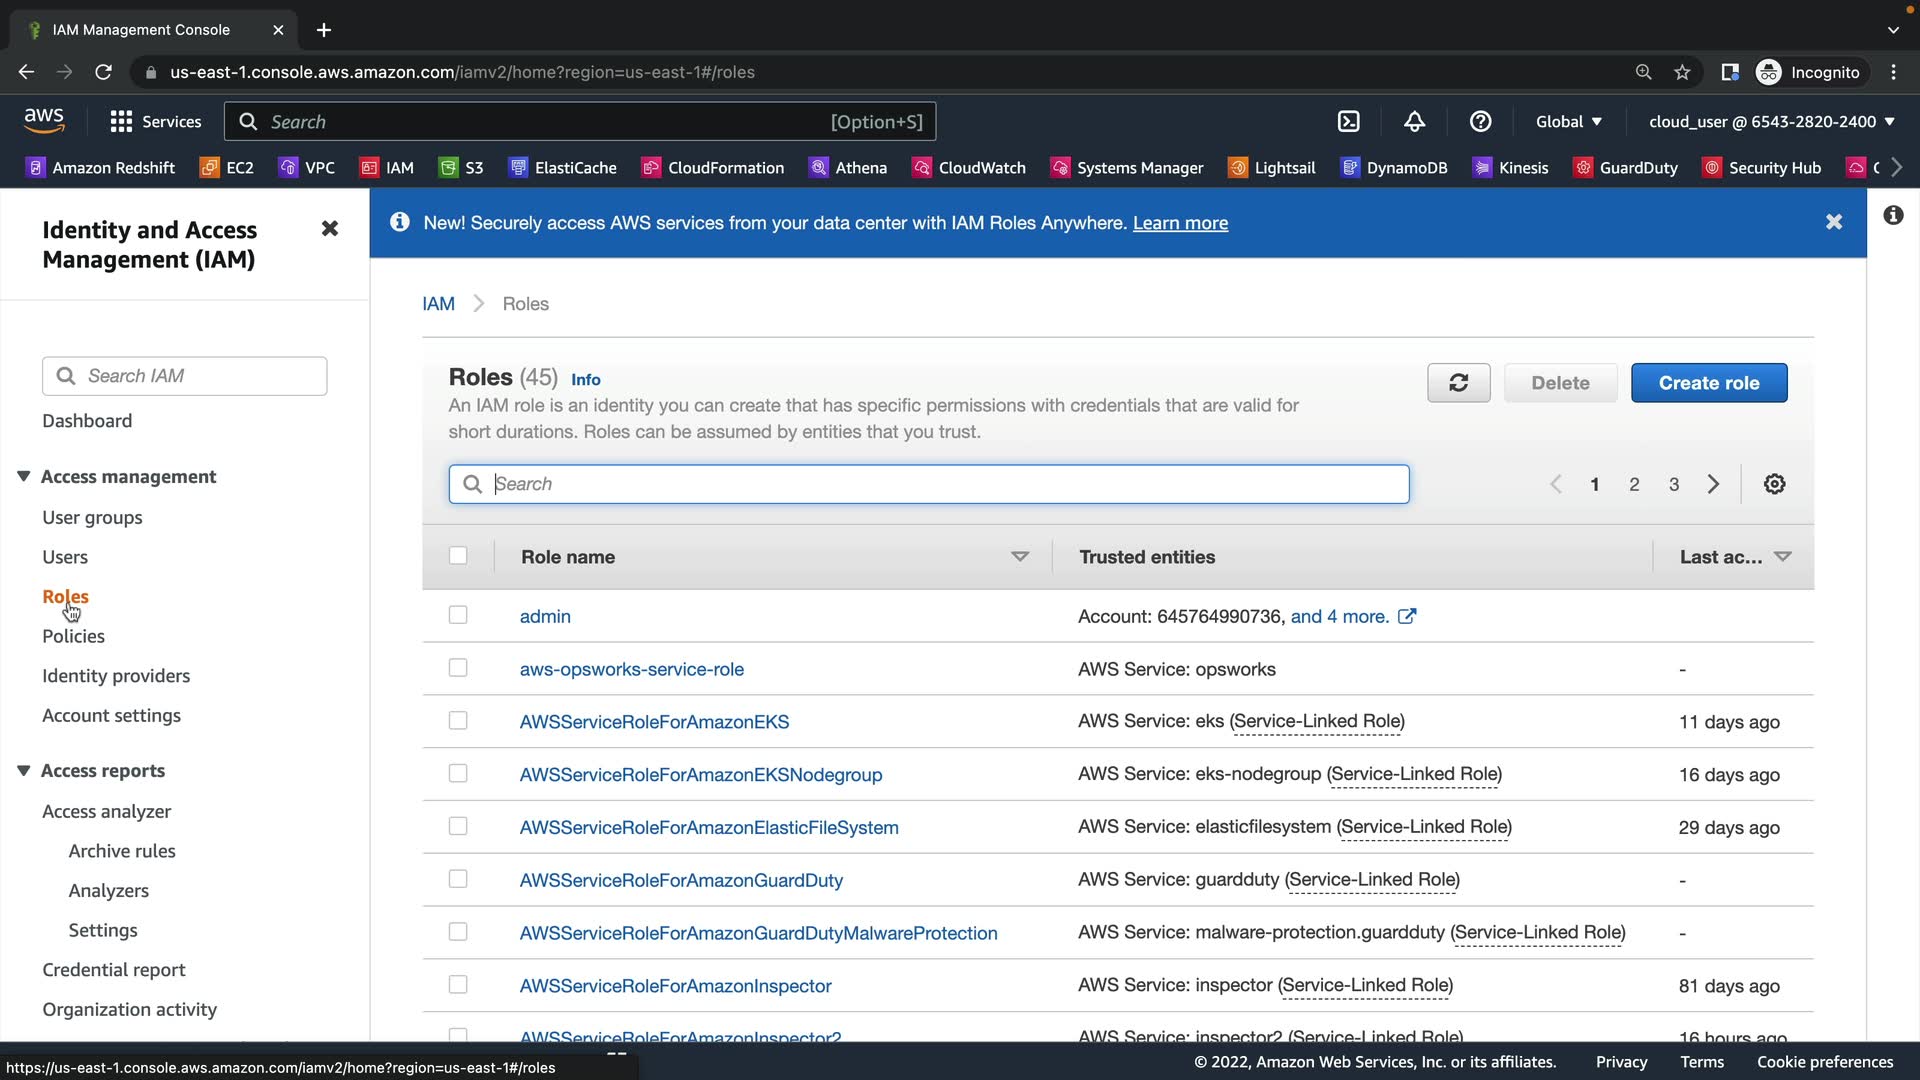 IAM Management Console
us-east-1.console.aws.amazon.com/iamv2/home?region=us-east-1#/roles
Incognito
aws
Services
Search
[Option+S]
Global
cloud_user @ 6543-2820-2400
Amazon Redshift
EC2
VPC
IAM
S3
ElastiCache
CloudFormation
Athena
CloudWatch
Systems Manager
Lightsail
DynamoDB
Kinesis
GuardDuty
Security Hub
Identity and Access
Management (IAM)
Search IAM
Dashboard
Access management
User groups
Users
Roles
Policies
Identity providers
Account settings
Access reports
Access analyzer
Archive rules
Analyzers
Settings
Credential report
Organization activity
New! Securely access AWS services from your data center with IAM Roles Anywhere. Learn more
IAM > Roles
Roles (45) Info
An IAM role is an identity you can create that has specific permissions with credentials that are valid for
short durations. Roles can be assumed by entities that you trust.
Delete
Create role
Search
1 2 3
Role name Trusted entities Last ac...
admin Account: 645764990736, and 4 more.
aws-opsworks-service-role AWS Service: opsworks -
AWSServiceRoleForAmazonEKS AWS Service: eks (Service-Linked Role) 11 days ago
AWSServiceRoleForAmazonEKSNodegroup AWS Service: eks-nodegroup (Service-Linked Role) 16 days ago
AWSServiceRoleForAmazonElasticFileSystem AWS Service: elasticfilesystem (Service-Linked Role) 29 days ago
AWSServiceRoleForAmazonGuardDuty AWS Service: guardduty (Service-Linked Role) -
AWSServiceRoleForAmazonGuardDutyMalwareProtection AWS Service: malware-protection.guardduty (Service-Linked Role) -
AWSServiceRoleForAmazonInspector AWS Service: inspector (Service-Linked Role) 81 days ago
AWSServiceRoleForAmazonInspector2 AWS Service: inspector2 (Service-Linked Role) 16 hours ago
https://us-east-1.console.aws.amazon.com/iamv2/home?region=us-east-1#/roles
© 2022, Amazon Web Services, Inc. or its affiliates.
Privacy
Terms
Cookie preferences